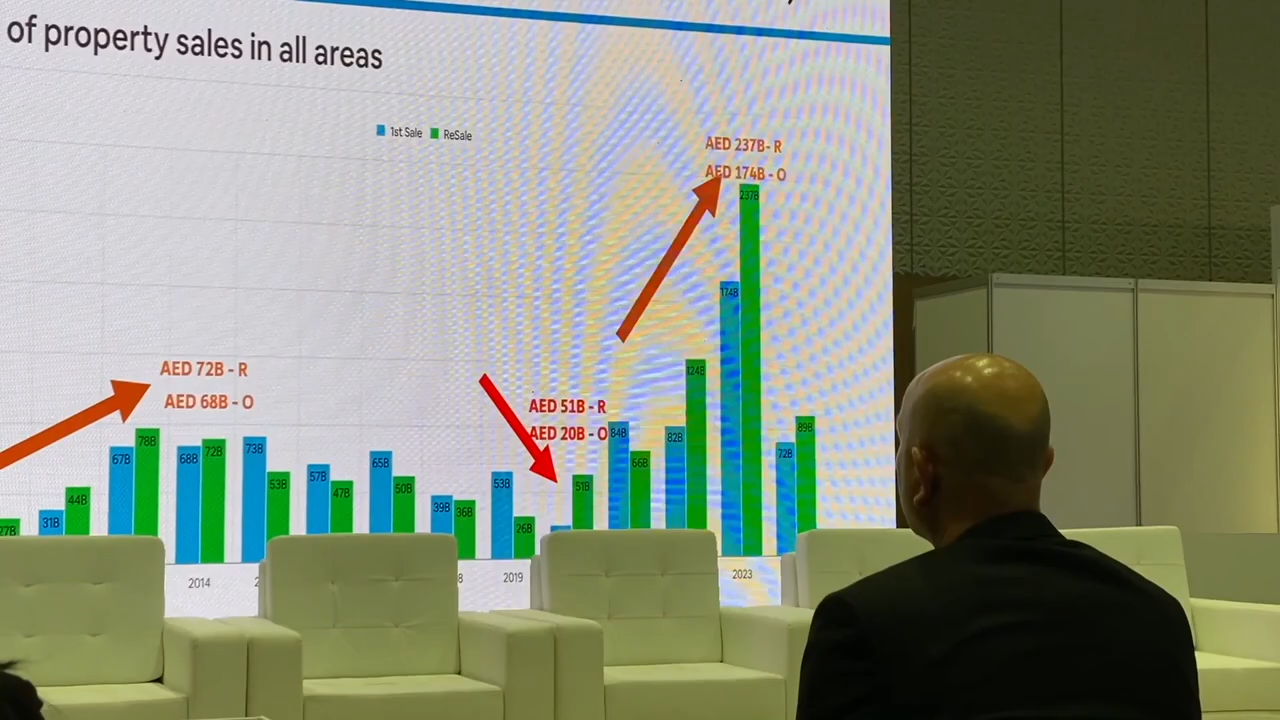 of property sales in all areas
1st Sale ReSale
AED 237B- R
AED 174B - O
237B
174B
AED 72B - R
AED 68B - O
124B
AED 51B - R
AED 20B - O
84B
82B
89B
78B
67B
68B
72B
73B
53B
57B
47B
65B
50B
39B
36B
53B
26B
51B
66B
72B
44B
31B
27B
2014
2
8
2019
2023